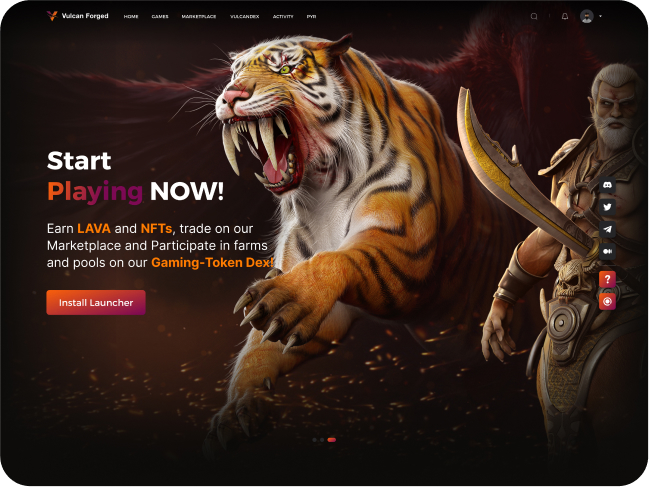 Vulcan Forged
HOME GAMES MARKETPLACE VULCANDEX ACTIVITY PYR
Start
Playing NOW!
Earn LAVA and NFTs, trade on our
Marketplace and Participate in farms
and pools on our Gaming-Token Dex!
Install Launcher
?